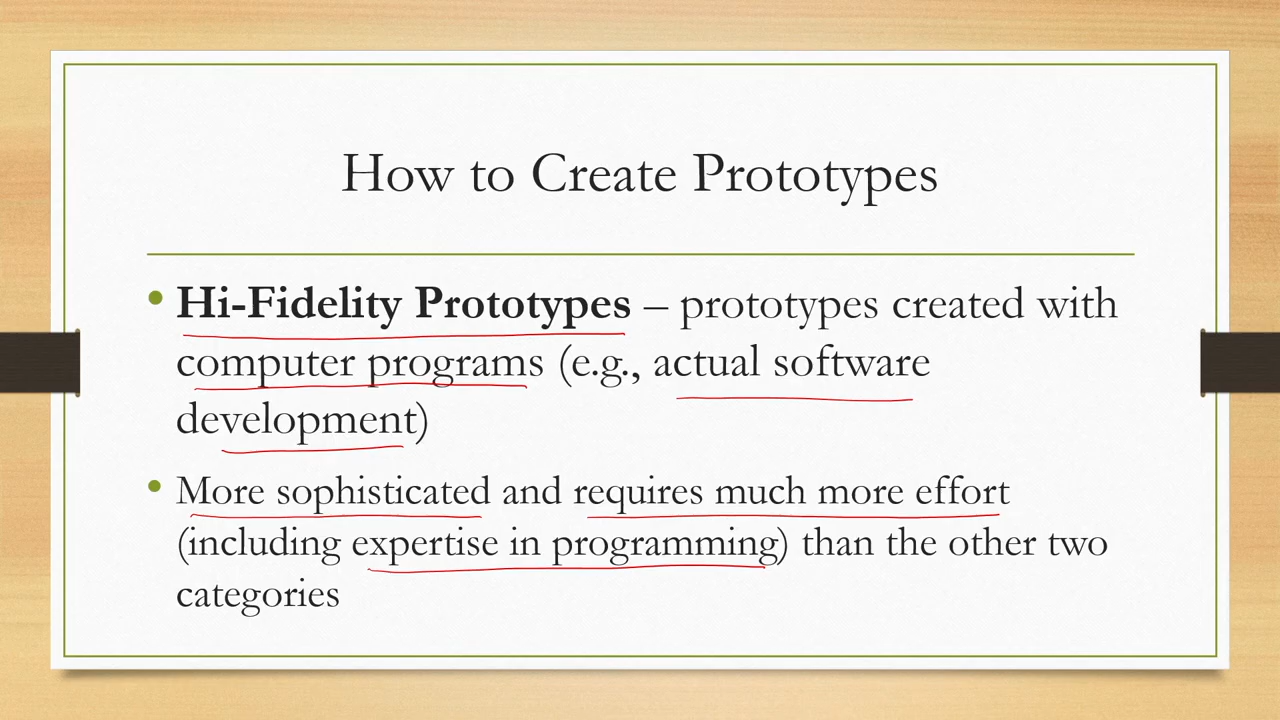 How to Create Prototypes
• Hi-Fidelity Prototypes – prototypes created with
computer programs (e.g., actual software
development)
• More sophisticated and requires much more effort
(including expertise in programming) than the other two
categories